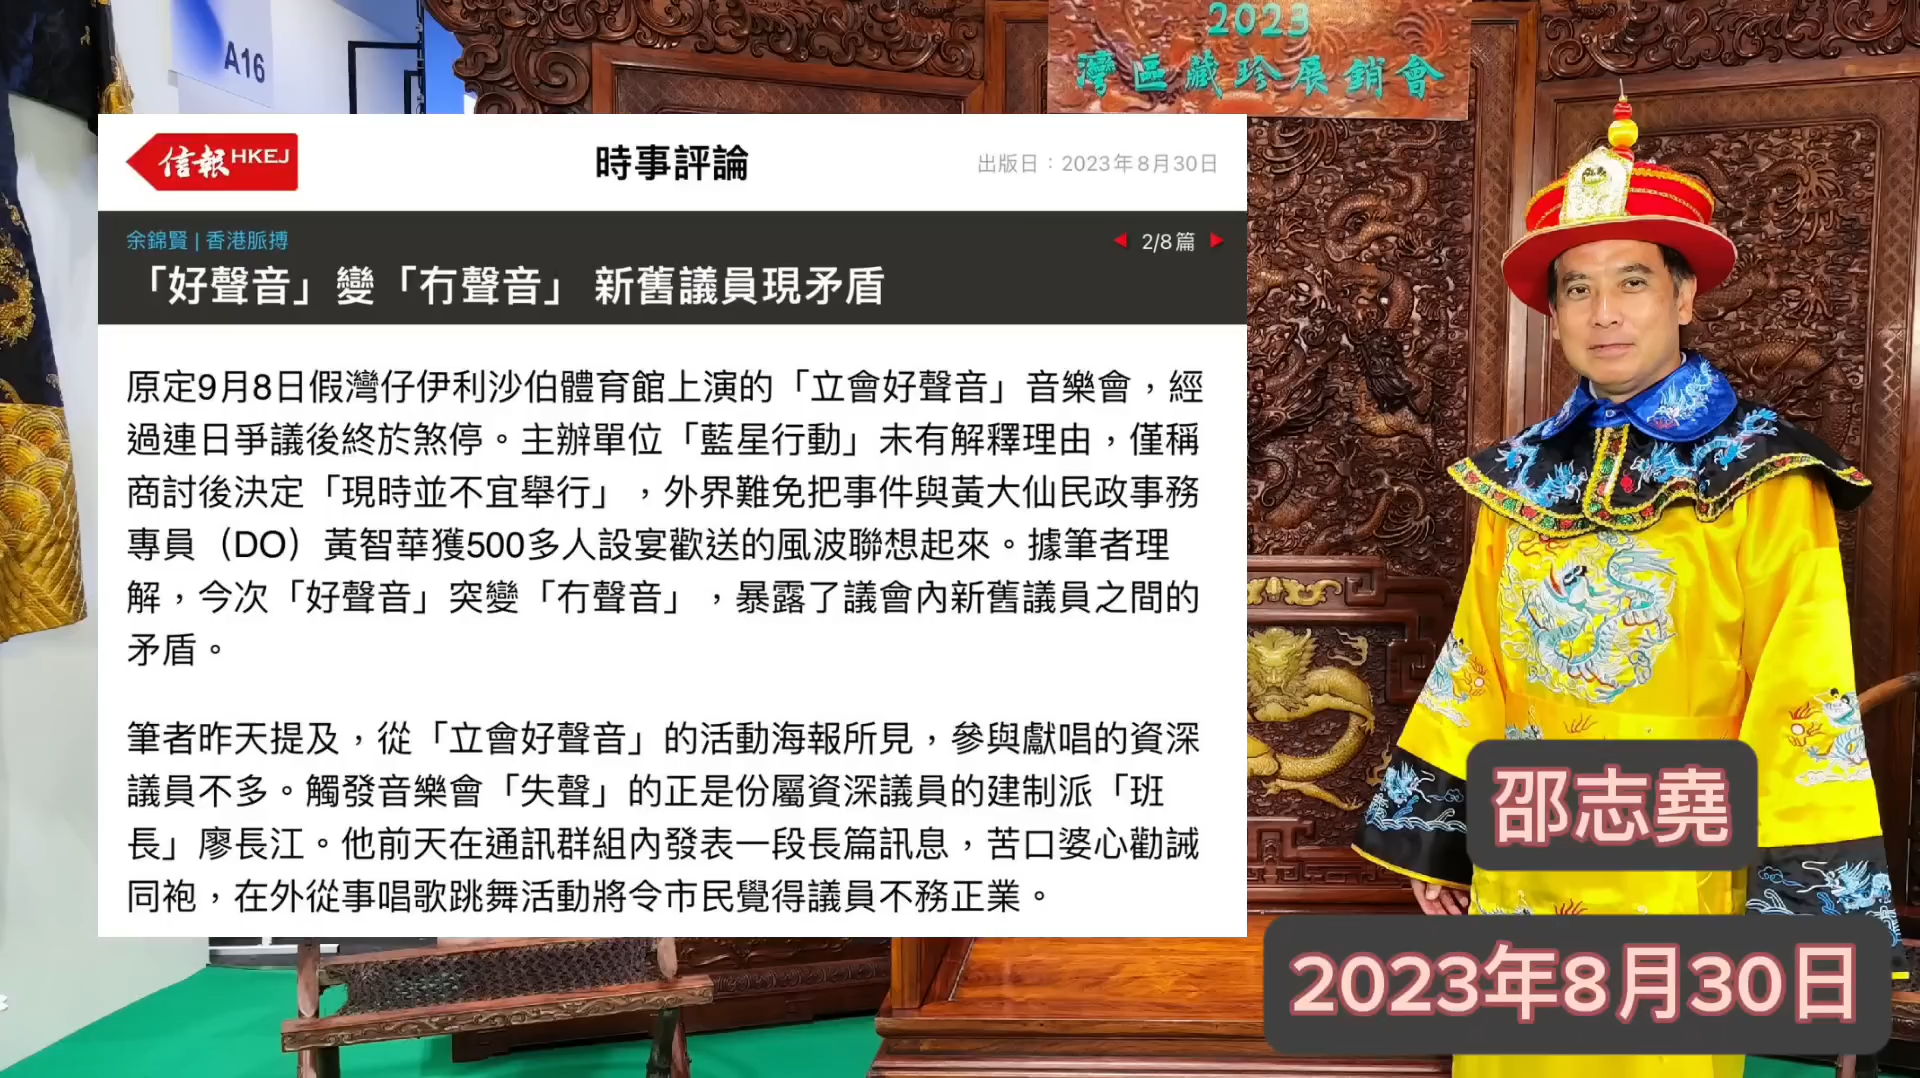 A16
2023
灣區藏珍展銷會
信報 HKEJ
時事評論
出版日：2023年8月30日
余錦賢 | 香港脈搏
2/8篇
「好聲音」變「冇聲音」 新舊議員現矛盾
原定9月8日假灣仔伊利沙伯體育館上演的「立會好聲音」音樂會，經
過連日爭議後終於煞停。主辦單位「藍星行動」未有解釋理由，僅稱
商討後決定「現時並不宜舉行」，外界難免把事件與黃大仙民政事務
專員（DO）黃智華獲500多人設宴歡送的風波聯想起來。據筆者理
解，今次「好聲音」突變「冇聲音」，暴露了議會內新舊議員之間的
矛盾。
筆者昨天提及，從「立會好聲音」的活動海報所見，參與獻唱的資深
議員不多。觸發音樂會「失聲」的正是份屬資深議員的建制派「班
長」廖長江。他前天在通訊群組內發表一段長篇訊息，苦口婆心勸誡
同袍，在外從事唱歌跳舞活動將令市民覺得議員不務正業。
邵志堯
2023年8月30日